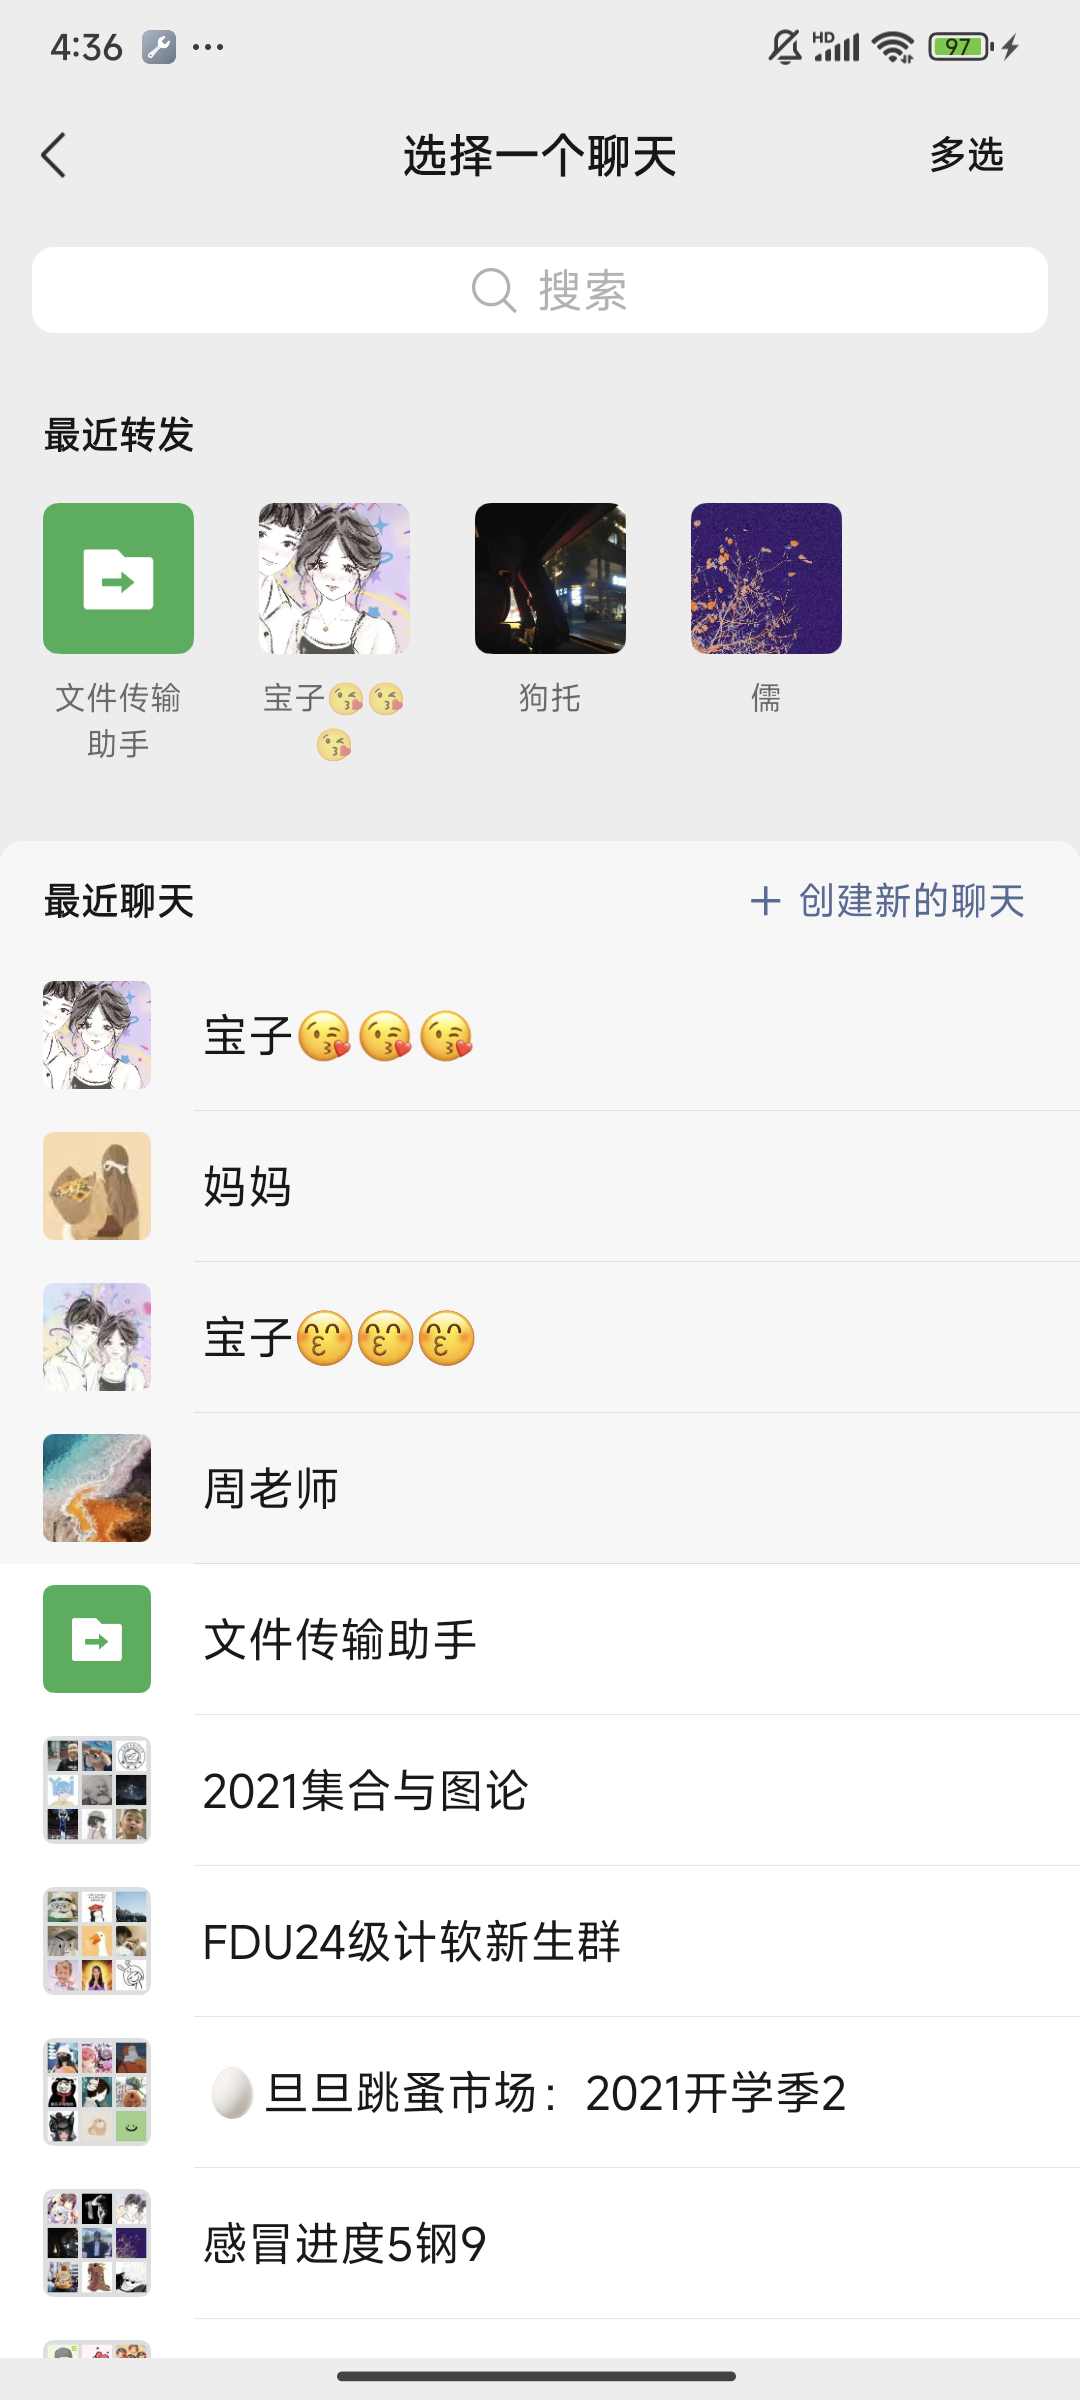 4:36
HD
97
选择一个聊天
多选
搜索
最近转发
文件传输
助手
宝子😘😘
😘
狗托
儒
最近聊天
+ 创建新的聊天
宝子😘😘😘
妈妈
宝子😙😙😙
周老师
文件传输助手
2021集合与图论
FDU24级计软新生群
🥚旦旦跳蚤市场：2021开学季2
感冒进度5钢9